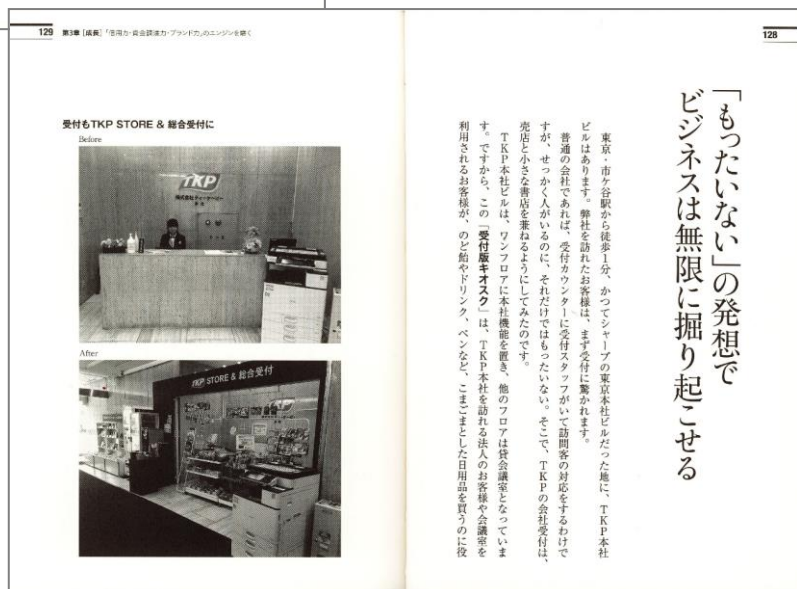 128
「もったいない」の発想で
ビジネスは無限に掘り起こせる
東京・市ケ谷駅から徒歩1分、かつてシャープの東京本社ビルだった地に、TKP本社
ビルはあります。弊社を訪れたお客様は、まず受付に驚かれます。
普通の会社であれば、受付カウンターに受付スタッフがいて訪問客の対応をするわけで
すが、せっかく人がいるのに、それだけではもったいない。そこで、TKPの会社受付は、
売店と小さな書店を兼ねるようにしてみたのです。
TKP本社ビルは、ワンフロアに本社機能を置き、他のフロアは貸会議室となっていま
す。ですから、この「受付版キオスク」は、TKP本社を訪れる法人のお客様や会議室を
利用されるお客様が、のど飴やドリンク、ペンなど、こまごまとした日用品を買うのに役
129
第3章 [成長] 「信用力・資金調達力・ブランド力」のエンジンを磨く
受付もTKP STORE & 総合受付に
Before
TKP
株式会社ティーケーピー
After
TKP STORE & 総合受付